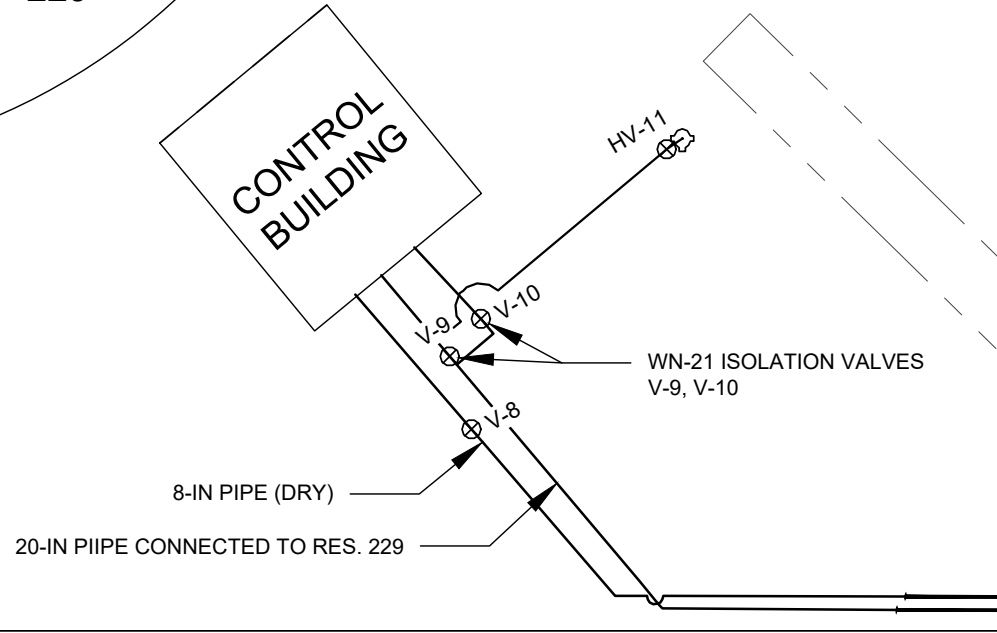 CONTROL
BUILDING
HV-11
V-10
V-9
WN-21 ISOLATION VALVES
V-9, V-10
V-8
8-IN PIPE (DRY)
20-IN PIIPE CONNECTED TO RES. 229